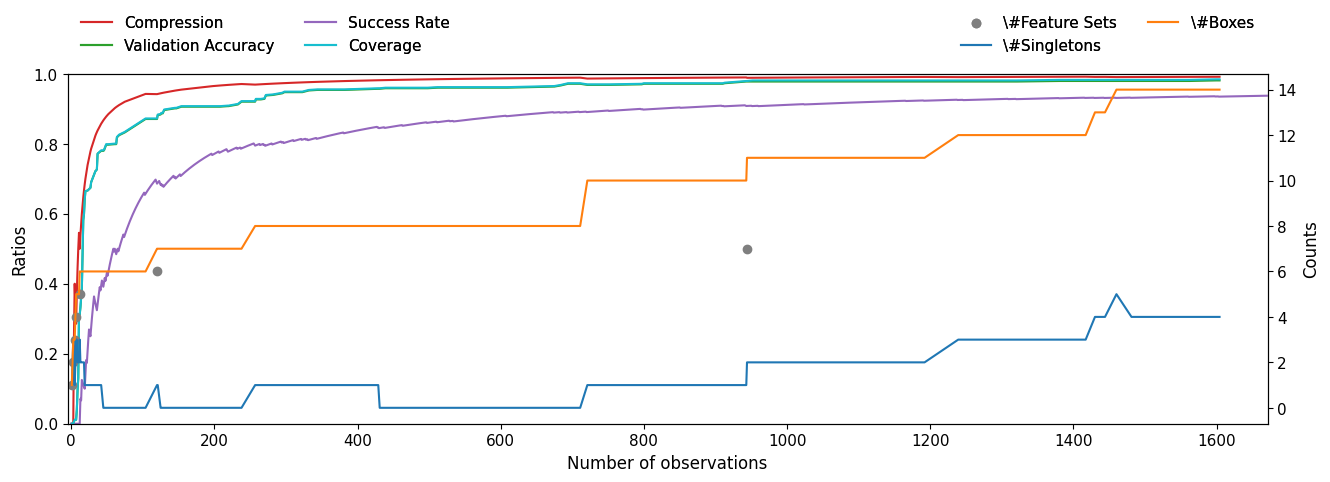 Compression
Validation Accuracy
Success Rate
Coverage
\#Feature Sets
\#Singletons
\#Boxes
1.0
0.8
0.6
0.4
0.2
0.0
Ratios
14
12
10
8
6
4
2
0
Counts
0 200 400 600 800 1000 1200 1400 1600
Number of observations